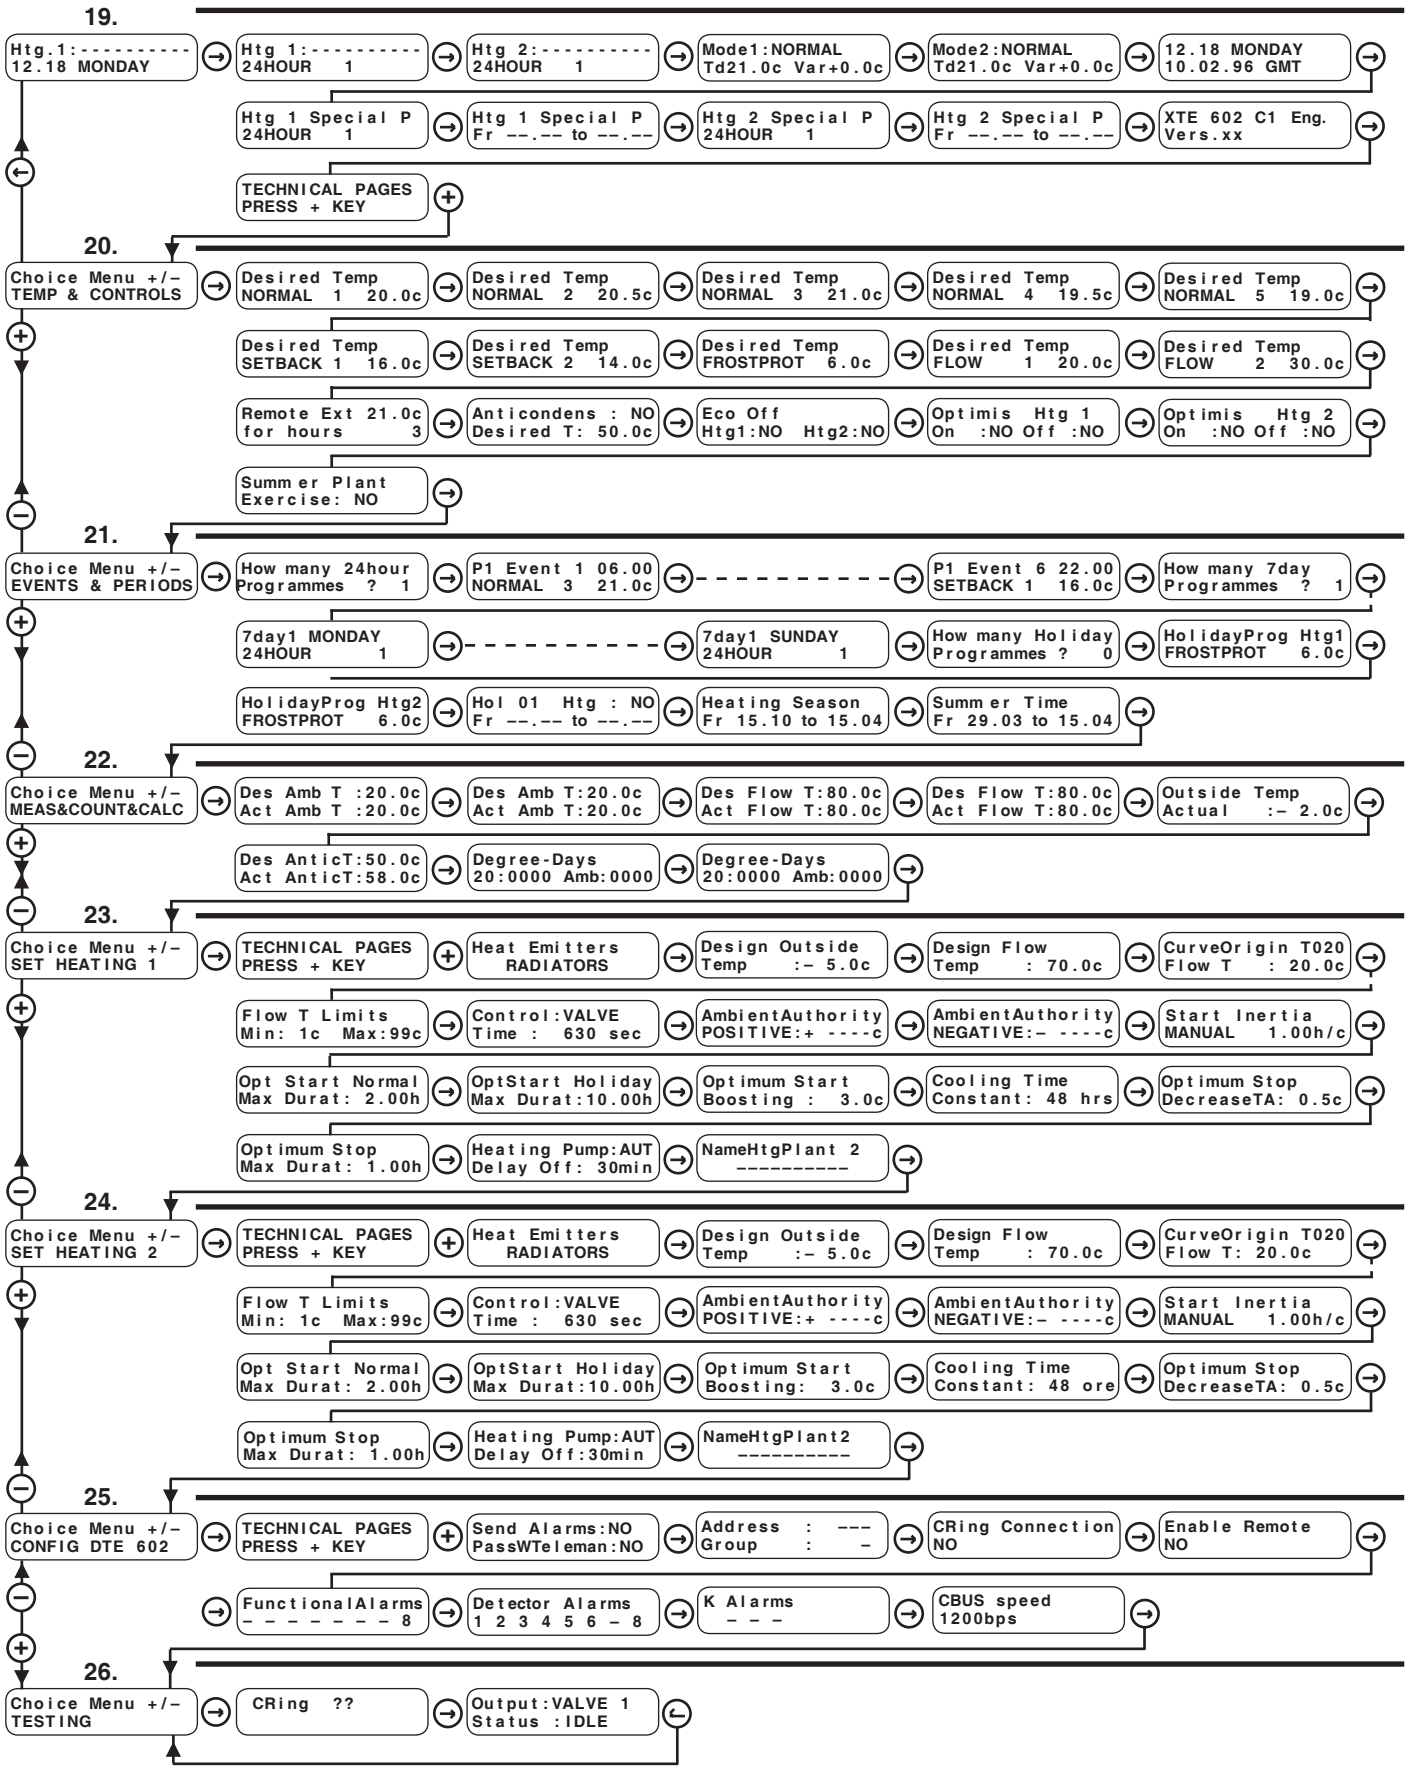 19.
Htg.1:----------
12.18 MONDAY
Htg 1:----------
24HOUR 1
Htg 2:----------
24HOUR 1
Mode1:NORMAL
Td21.0c Var+0.0c
Mode2:NORMAL
Td21.0c Var+0.0c
12.18 MONDAY
10.02.96 GMT
Htg 1 Special P
24HOUR 1
Htg 1 Special P
Fr --.-- to --.--
Htg 2 Special P
24HOUR 1
Htg 2 Special P
Fr --.-- to --.--
XTE 602 C1 Eng.
Vers.xx
TECHNICAL PAGES
PRESS + KEY
20.
Choice Menu +/-
TEMP & CONTROLS
Desired Temp
NORMAL 1 20.0c
Desired Temp
NORMAL 2 20.5c
Desired Temp
NORMAL 3 21.0c
Desired Temp
NORMAL 4 19.5c
Desired Temp
NORMAL 5 19.0c
Desired Temp
SETBACK 1 16.0c
Desired Temp
SETBACK 2 14.0c
Desired Temp
FROSTPROT 6.0c
Desired Temp
FLOW 1 20.0c
Desired Temp
FLOW 2 30.0c
Remote Ext 21.0c
for hours 3
Anticondens : NO
Desired T: 50.0c
Eco Off
Htg1:NO Htg2:NO
Optimis Htg 1
On :NO Off :NO
Optimis Htg 2
On :NO Off :NO
Summer Plant
Exercise: NO
21.
Choice Menu +/-
EVENTS & PERIODS
How many 24hour
Programmes ? 1
P1 Event 1 06.00
NORMAL 3 21.0c
P1 Event 6 22.00
SETBACK 1 16.0c
How many 7day
Programmes ? 1
7day1 MONDAY
24HOUR 1
7day1 SUNDAY
24HOUR 1
How many Holiday
Programmes ? 0
HolidayProg Htg1
FROSTPROT 6.0c
HolidayProg Htg2
FROSTPROT 6.0c
Hol 01 Htg : NO
Fr --.-- to --.--
Heating Season
Fr 15.10 to 15.04
Summer Time
Fr 29.03 to 15.04
22.
Choice Menu +/-
MEAS&COUNT&CALC
Des Amb T :20.0c
Act Amb T :20.0c
Des Amb T:20.0c
Act Amb T:20.0c
Des Flow T:80.0c
Act Flow T:80.0c
Des Flow T:80.0c
Act Flow T:80.0c
Outside Temp
Actual :- 2.0c
Des AnticT:50.0c
Act AnticT:58.0c
Degree-Days
20:0000 Amb:0000
Degree-Days
20:0000 Amb:0000
23.
Choice Menu +/-
SET HEATING 1
TECHNICAL PAGES
PRESS + KEY
Heat Emitters
RADIATORS
Design Outside
Temp :- 5.0c
Design Flow
Temp : 70.0c
CurveOrigin T020
Flow T : 20.0c
Flow T Limits
Min: 1c Max:99c
Control:VALVE
Time : 630 sec
AmbientAuthority
POSITIVE:+ ----c
AmbientAuthority
NEGATIVE:- ----c
Start Inertia
MANUAL 1.00h/c
Opt Start Normal
Max Durat: 2.00h
OptStart Holiday
Max Durat:10.00h
Optimum Start
Boosting : 3.0c
Cooling Time
Constant: 48 hrs
Optimum Stop
DecreaseTA: 0.5c
Optimum Stop
Max Durat: 1.00h
Heating Pump:AUT
Delay Off: 30min
NameHtgPlant 2
----------
24.
Choice Menu +/-
SET HEATING 2
TECHNICAL PAGES
PRESS + KEY
Heat Emitters
RADIATORS
Design Outside
Temp :- 5.0c
Design Flow
Temp : 70.0c
CurveOrigin T020
Flow T: 20.0c
Flow T Limits
Min: 1c Max:99c
Control:VALVE
Time : 630 sec
AmbientAuthority
POSITIVE:+ ----c
AmbientAuthority
NEGATIVE:- ----c
Start Inertia
MANUAL 1.00h/c
Opt Start Normal
Max Durat: 2.00h
OptStart Holiday
Max Durat:10.00h
Optimum Start
Boosting: 3.0c
Cooling Time
Constant: 48 ore
Optimum Stop
DecreaseTA: 0.5c
Optimum Stop
Max Durat: 1.00h
Heating Pump:AUT
Delay Off:30min
NameHtgPlant2
----------
25.
Choice Menu +/-
CONFIG DTE 602
TECHNICAL PAGES
PRESS + KEY
Send Alarms:NO
PassWTeleman:NO
Address : ---
Group : -
CRing Connection
NO
Enable Remote
NO
FunctionalAlarms
- - - - - - - 8
Detector Alarms
1 2 3 4 5 6 - 8
K Alarms
- - -
CBUS speed
1200bps
26.
Choice Menu +/-
TESTING
CRing ??
Output:VALVE 1
Status :IDLE